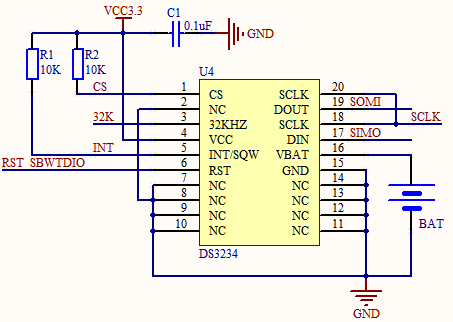 VCC3.3
C1
0.1uF
GND
R1
10K
R2
10K
U4
CS 1 CS SCLK 20
2 NC DOUT 19 SOMI
32K 3 32KHZ SCLK 18 SCLK
4 VCC DIN 17 SIMO
INT 5 INT/SQW VBAT 16
RST SBWTDIO 6 RST GND 15
7 NC NC 14
8 NC NC 13
9 NC NC 12
10 NC NC 11
BAT
DS3234
GND